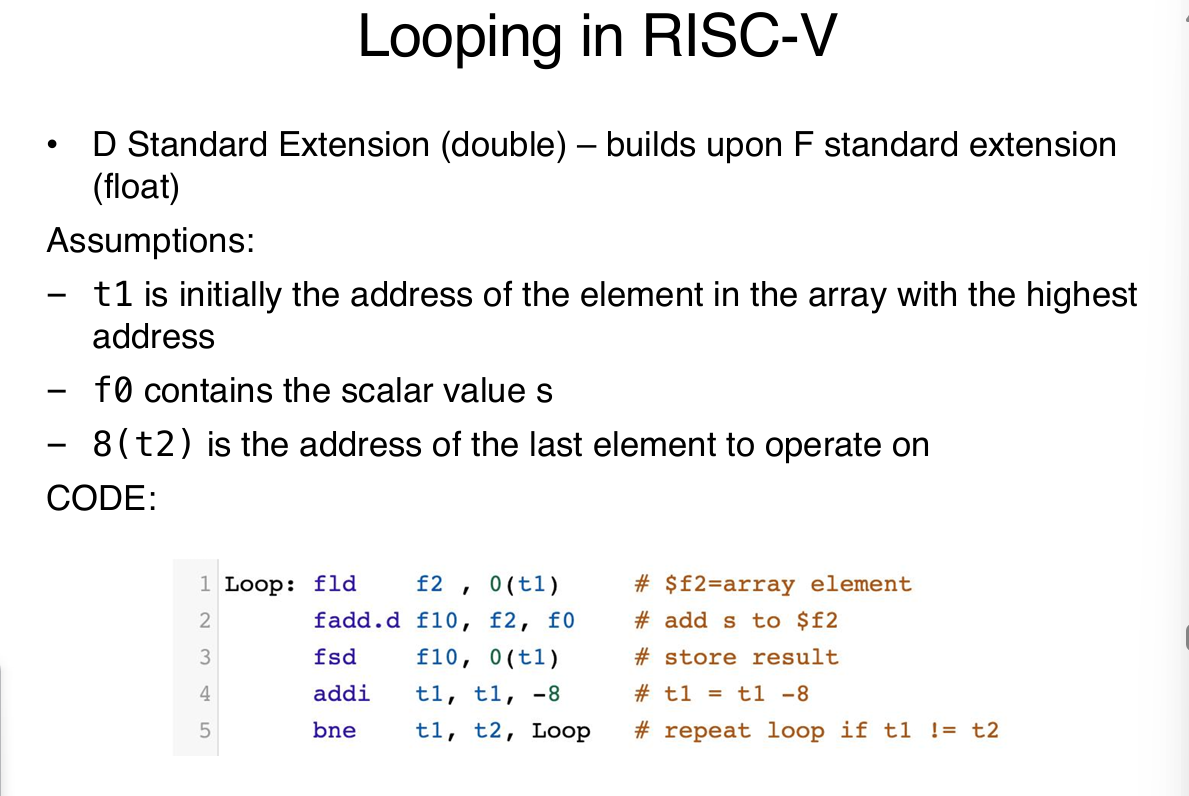 Looping in RISC-V
• D Standard Extension (double) – builds upon F standard extension
(float)
Assumptions:
– t1 is initially the address of the element in the array with the highest
address
– f0 contains the scalar value s
– 8(t2) is the address of the last element to operate on
CODE:
1 Loop: fld f2 , 0(t1) # $f2=array element
2 fadd.d f10, f2, f0 # add s to $f2
3 fsd f10, 0(t1) # store result
4 addi t1, t1, -8 # t1 = t1 -8
5 bne t1, t2, Loop # repeat loop if t1 != t2